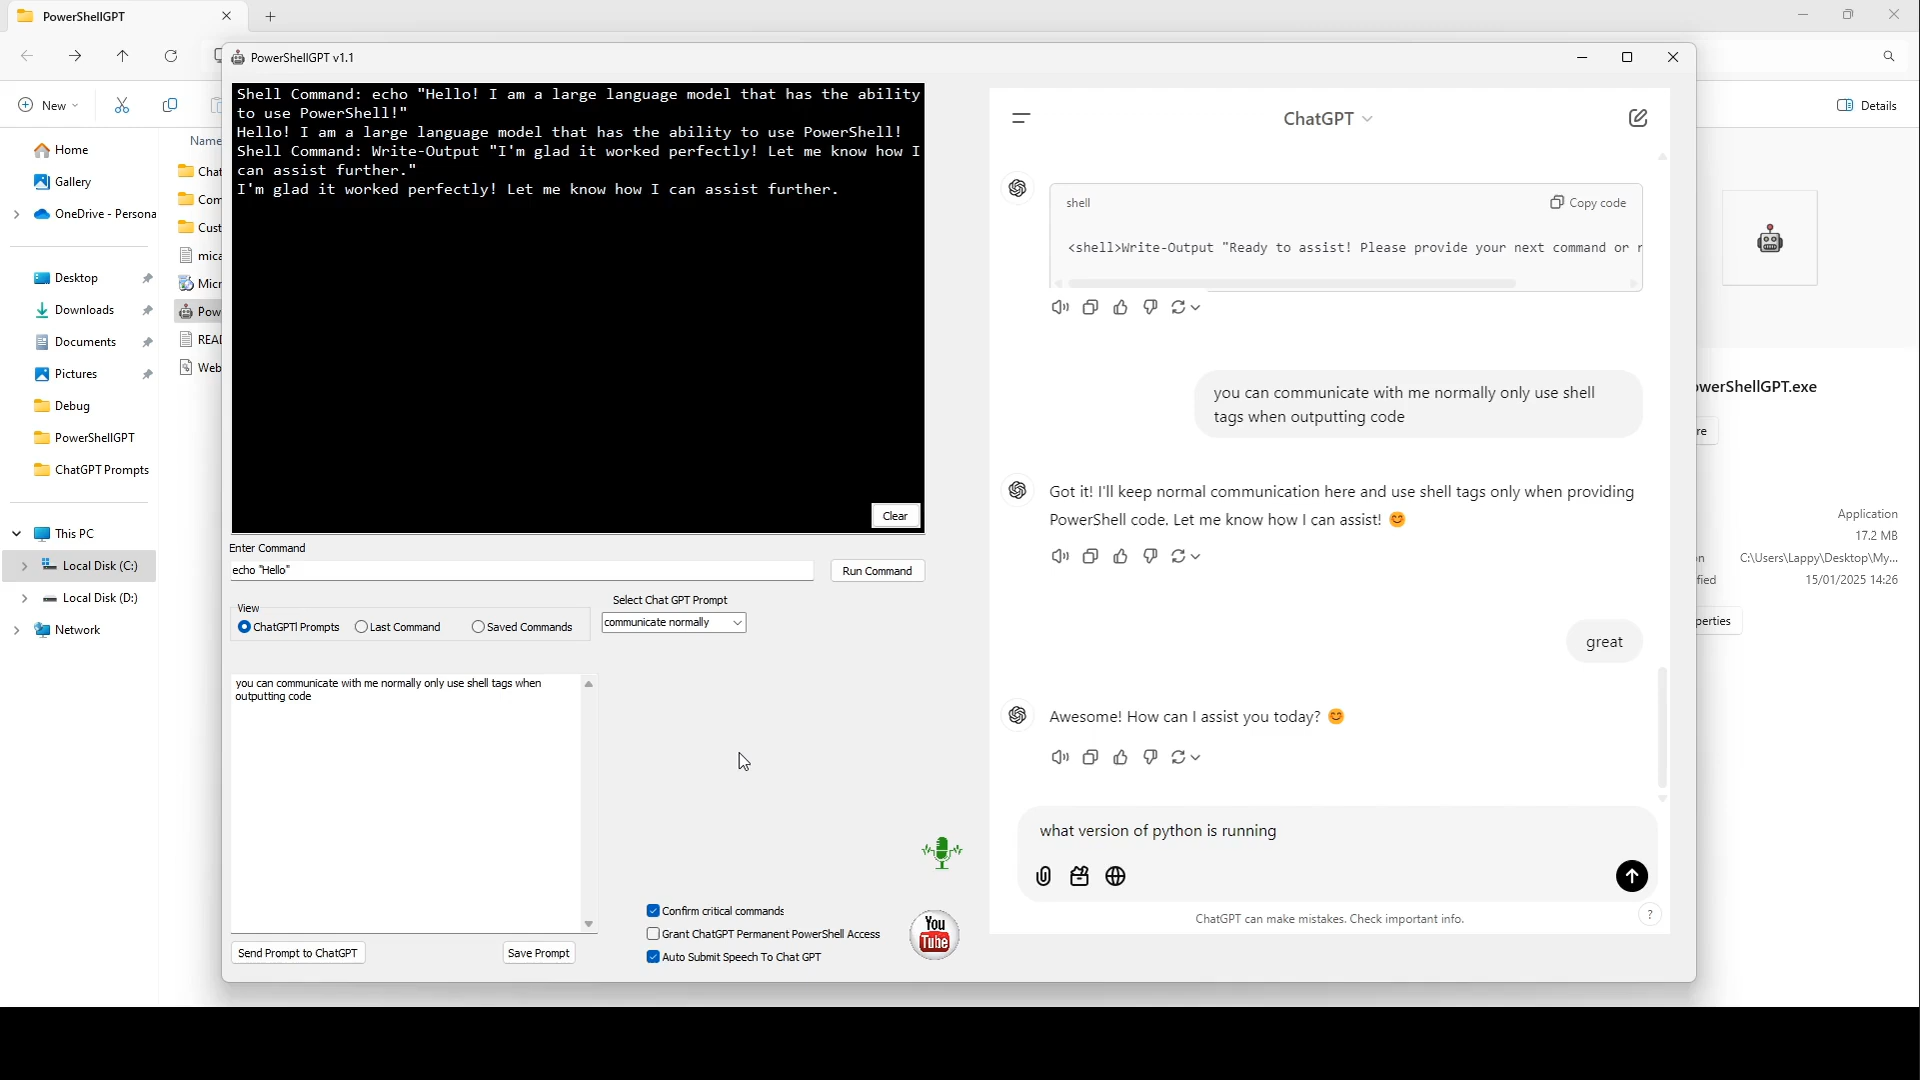 PowerShellGPT
New
Details
Home
Gallery
OneDrive - Persona
Desktop
Downloads
Documents
Pictures
Debug
PowerShellGPT
ChatGPT Prompts
This PC
Local Disk (C:)
Local Disk (D:)
Network
Name
Chat
Com
Cust
mica
Micr
Pow
READ
Web
PowerShellGPT v1.1
Shell Command: echo "Hello! I am a large language model that has the ability
to use PowerShell!"
Hello! I am a large language model that has the ability to use PowerShell!
Shell Command: Write-Output "I'm glad it worked perfectly! Let me know how I
can assist further."
I'm glad it worked perfectly! Let me know how I can assist further.
Clear
Enter Command
echo "Hello"
Run Command
View
ChatGPTl Prompts
Last Command
Saved Commands
Select Chat GPT Prompt
communicate normally
you can communicate with me normally only use shell tags when
outputting code
Send Prompt to ChatGPT
Save Prompt
Confirm critical commands
Grant ChatGPT Permanent PowerShell Access
Auto Submit Speech To Chat GPT
You
Tube
ChatGPT
shell
Copy code
<shell>Write-Output "Ready to assist! Please provide your next command or r
you can communicate with me normally only use shell
tags when outputting code
Got it! I'll keep normal communication here and use shell tags only when providing
PowerShell code. Let me know how I can assist! 😊
great
Awesome! How can I assist you today? 😊
what version of python is running
ChatGPT can make mistakes. Check important info.
?
owerShellGPT.exe
re
Application
17.2 MB
on
C:\Users\Lappy\Desktop\My...
fied
15/01/2025 14:26
perties